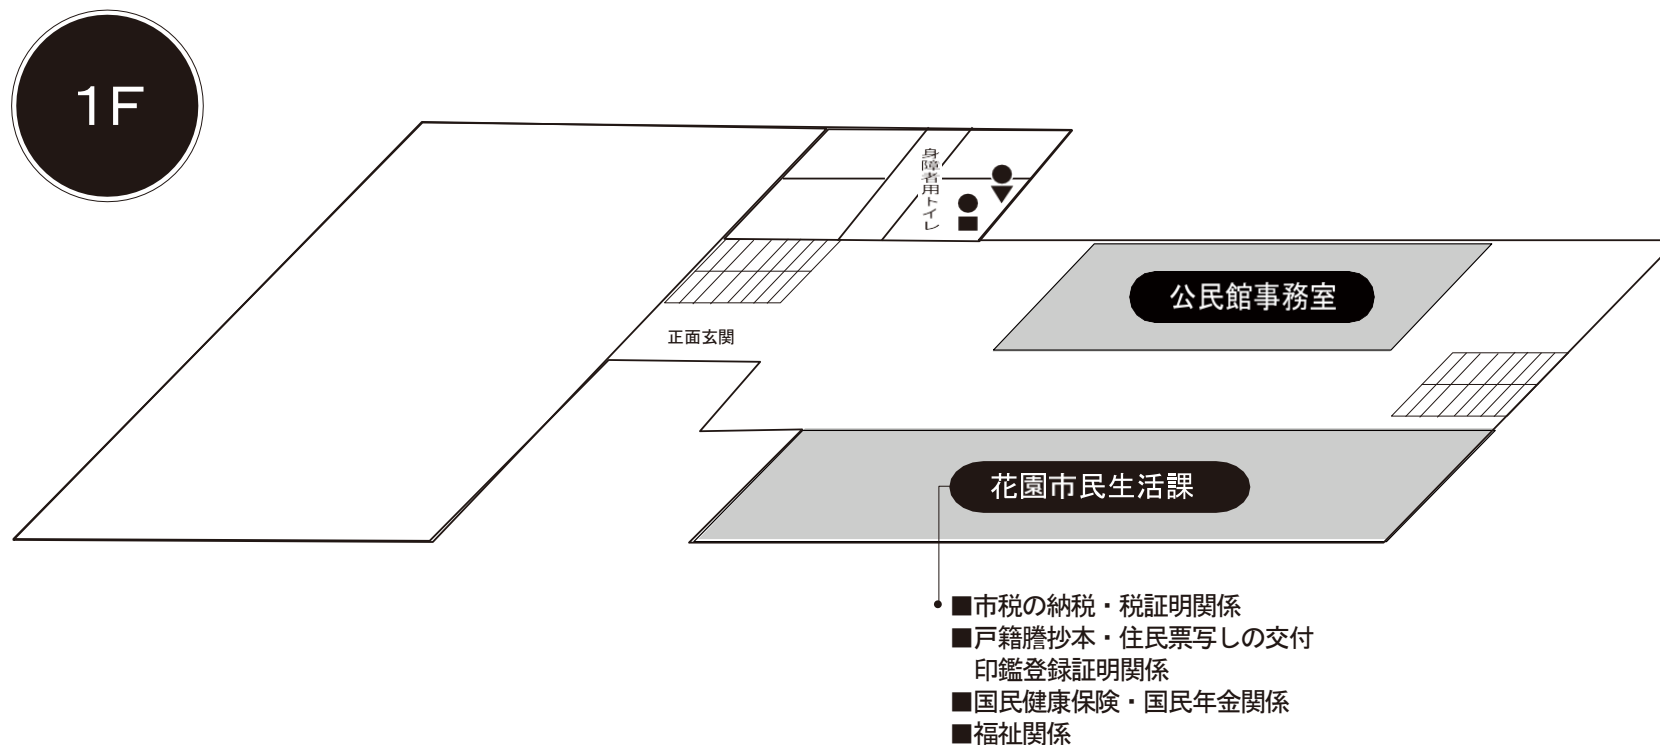 1F
身障者用トイレ
公民館事務室
正面玄関
花園市民生活課
■市税の納税・税証明関係
■戸籍謄抄本・住民票写しの交付
印鑑登録証明関係
■国民健康保険・国民年金関係
■福祉関係